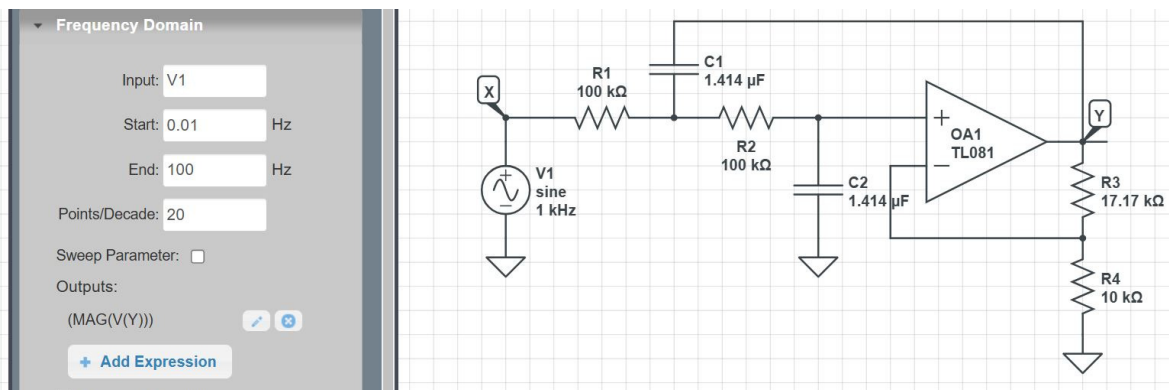 Frequency Domain
Input: V1
Start: 0.01 Hz
End: 100 Hz
Points/Decade: 20
Sweep Parameter:
Outputs:
(MAG(V(Y)))
+ Add Expression
X
R1
100 kΩ
C1
1.414 µF
R2
100 kΩ
V1
sine
1 kHz
C2
1.414 µF
OA1
TL081
Y
R3
17.17 kΩ
R4
10 kΩ